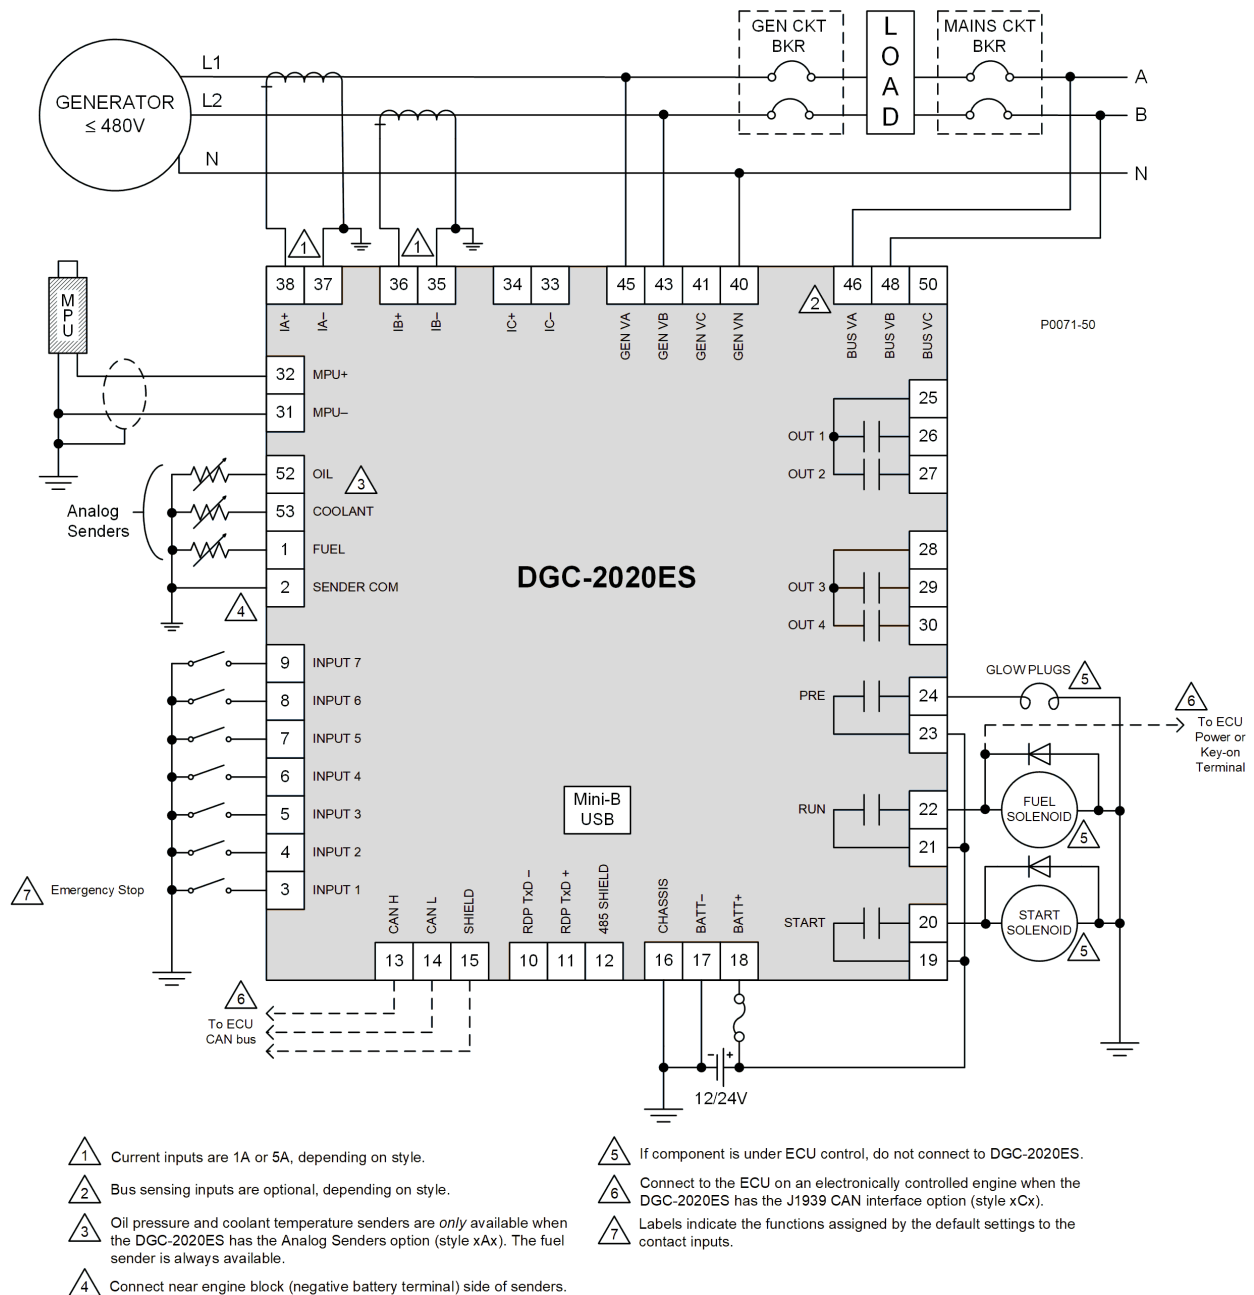 GEN CKT
BKR
L
O
A
D
MAINS CKT
BKR
GENERATOR
≤ 480V
L1
L2
N
A
B
N
1
1
38
37
36
35
34
33
45
43
41
40
2
46
48
50
IA+
IA–
IB+
IB–
IC+
IC–
GEN VA
GEN VB
GEN VC
GEN VN
BUS VA
BUS VB
BUS VC
P0071-50
MPU
32 MPU+
31 MPU–
Analog
Senders
52 OIL
3
53 COOLANT
1 FUEL
2 SENDER COM
4
DGC-2020ES
25
OUT 1 26
OUT 2 27
28
OUT 3 29
OUT 4 30
9 INPUT 7
8 INPUT 6
7 INPUT 5
6 INPUT 4
5 INPUT 3
4 INPUT 2
7 Emergency Stop
3 INPUT 1
PRE 24
23
GLOW PLUGS 5
6
To ECU
Power or
Key-on
Terminal
RUN 22
21
FUEL
SOLENOID
5
START 20
19
START
SOLENOID
5
Mini-B
USB
CAN H
CAN L
SHIELD
RDP TxD –
RDP TxD +
485 SHIELD
CHASSIS
BATT–
BATT+
13
14
15
10
11
12
16
17
18
6
To ECU
CAN bus
- +
12/24V
1 Current inputs are 1A or 5A, depending on style.
2 Bus sensing inputs are optional, depending on style.
3 Oil pressure and coolant temperature senders are only available when
the DGC-2020ES has the Analog Senders option (style xAx). The fuel
sender is always available.
4 Connect near engine block (negative battery terminal) side of senders.
5 If component is under ECU control, do not connect to DGC-2020ES.
6 Connect to the ECU on an electronically controlled engine when the
DGC-2020ES has the J1939 CAN interface option (style xCx).
7 Labels indicate the functions assigned by the default settings to the
contact inputs.